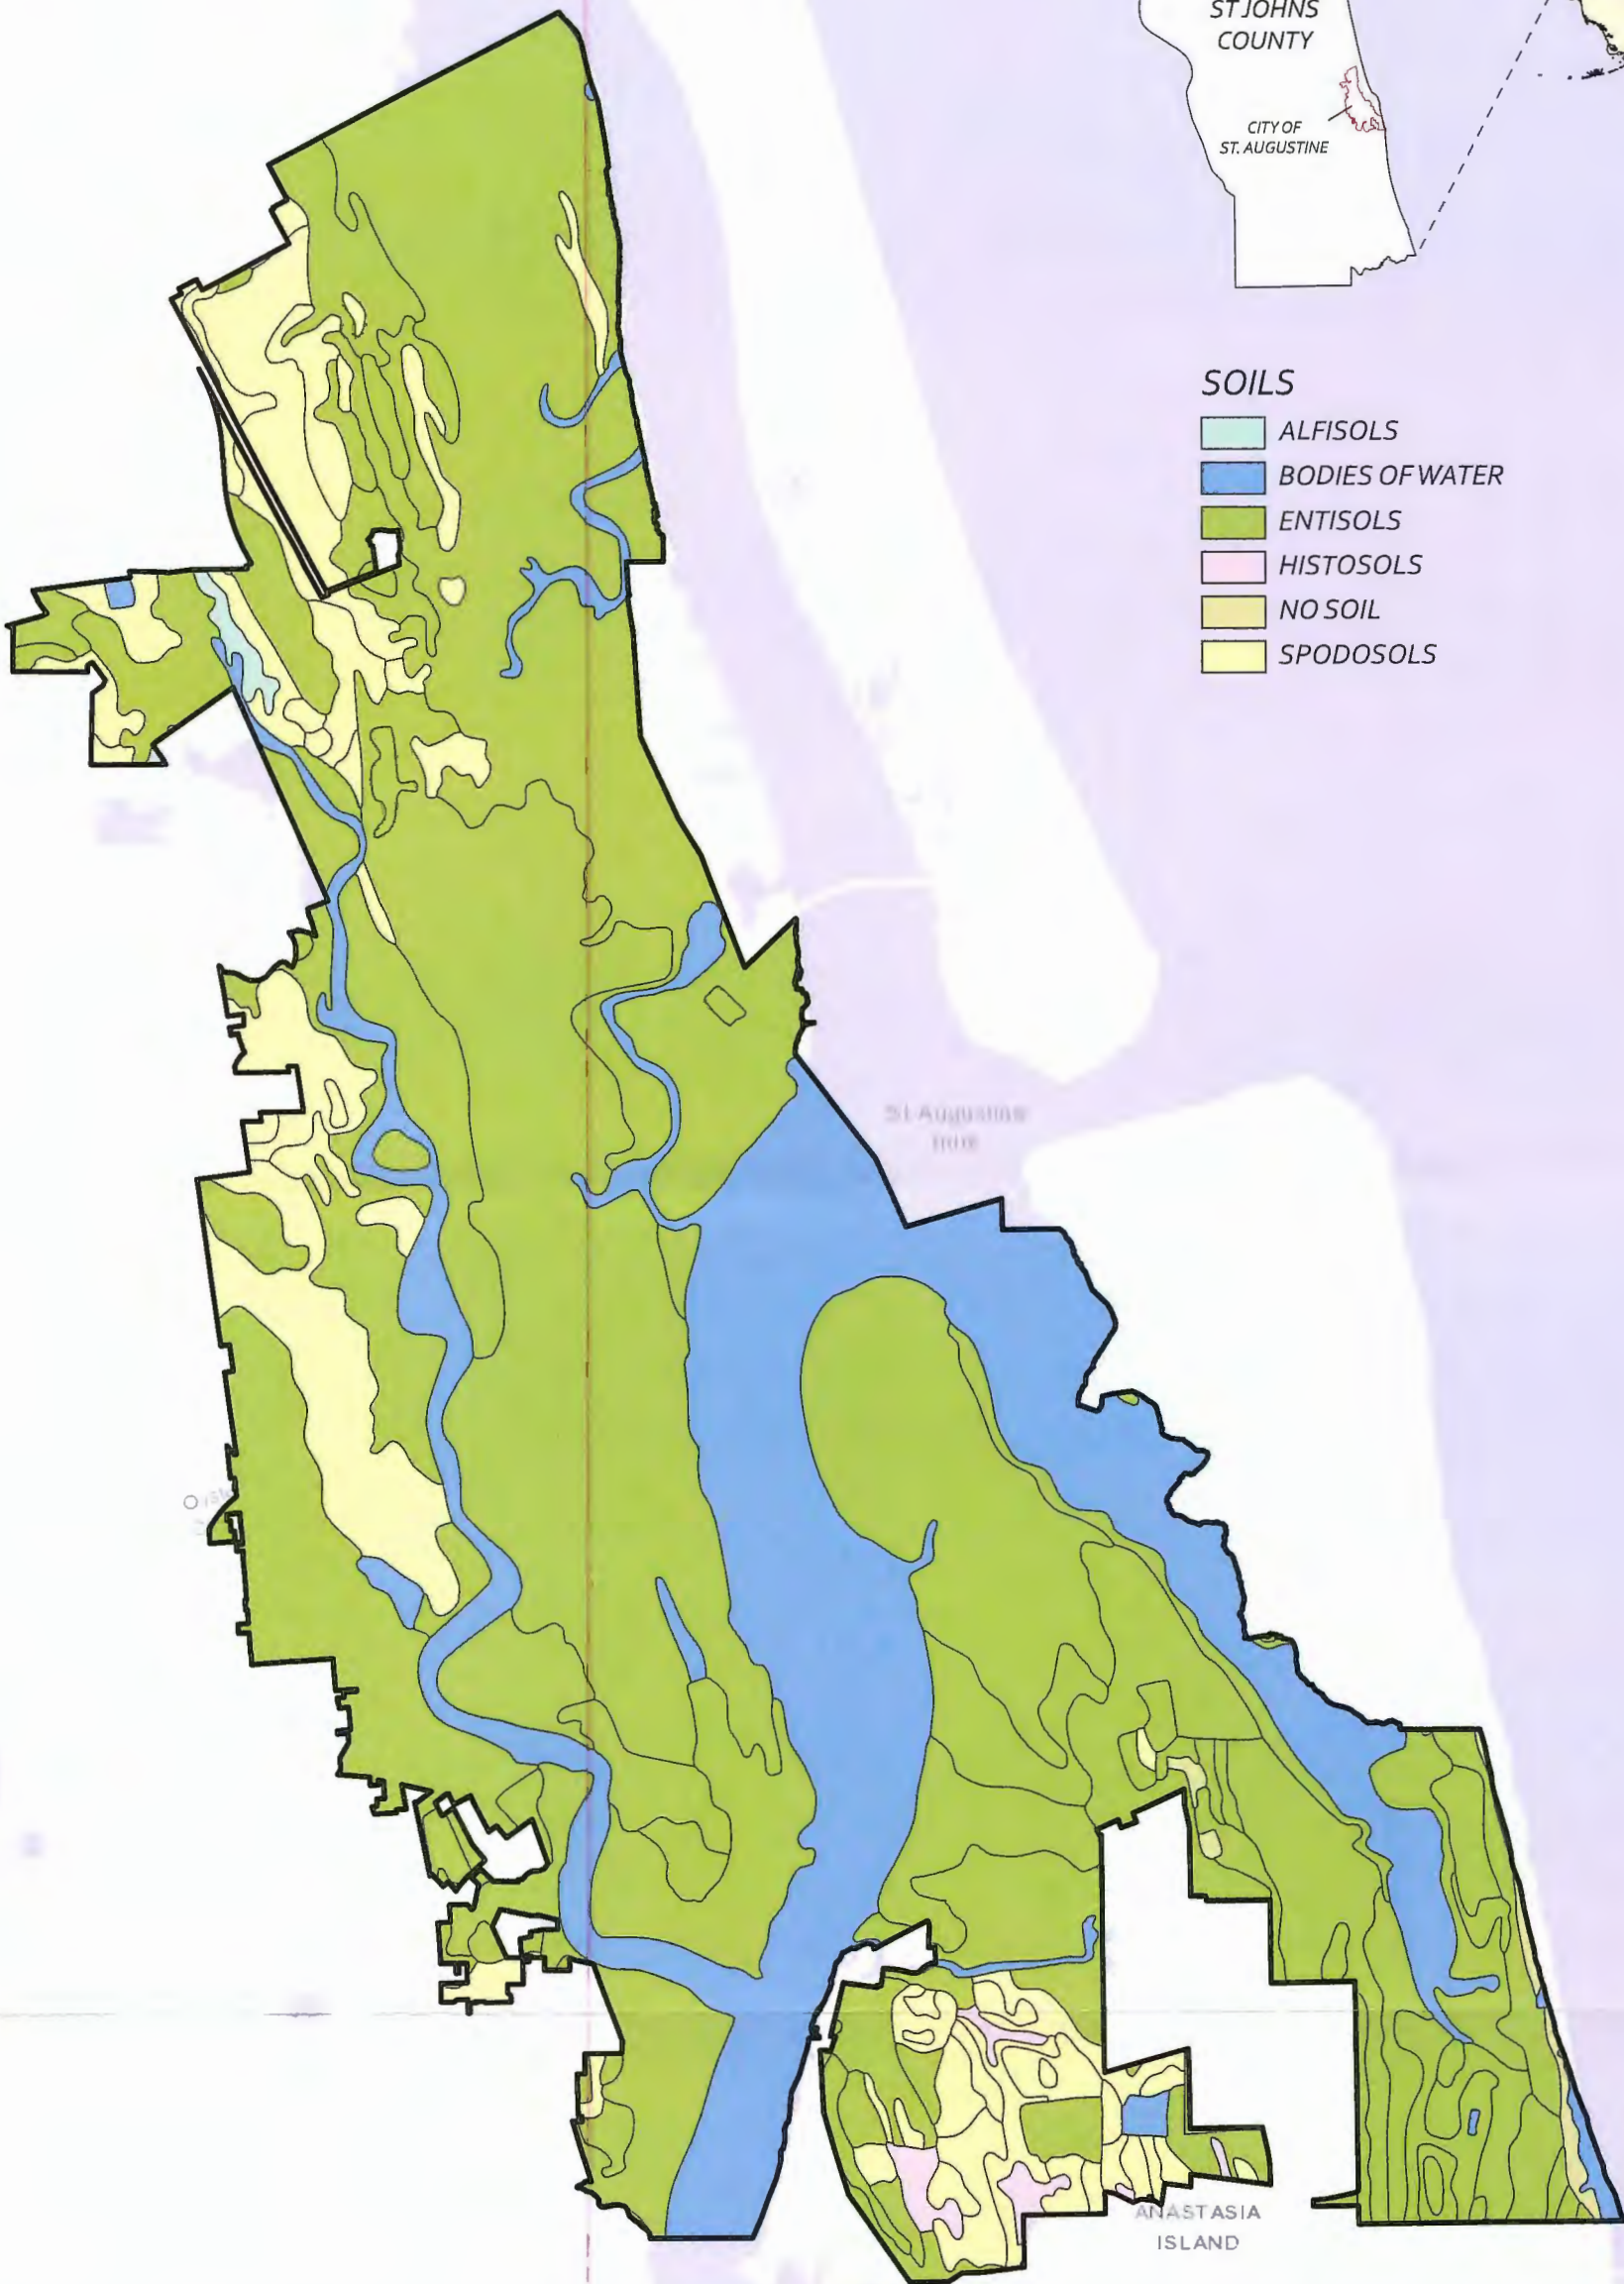 ST JOHNS
COUNTY
CITY OF
ST. AUGUSTINE
SOILS
ALFISOLS
BODIES OF WATER
ENTISOLS
HISTOSOLS
NO SOIL
SPODOSOLS
St. Augustine
ANASTASIA
ISLAND